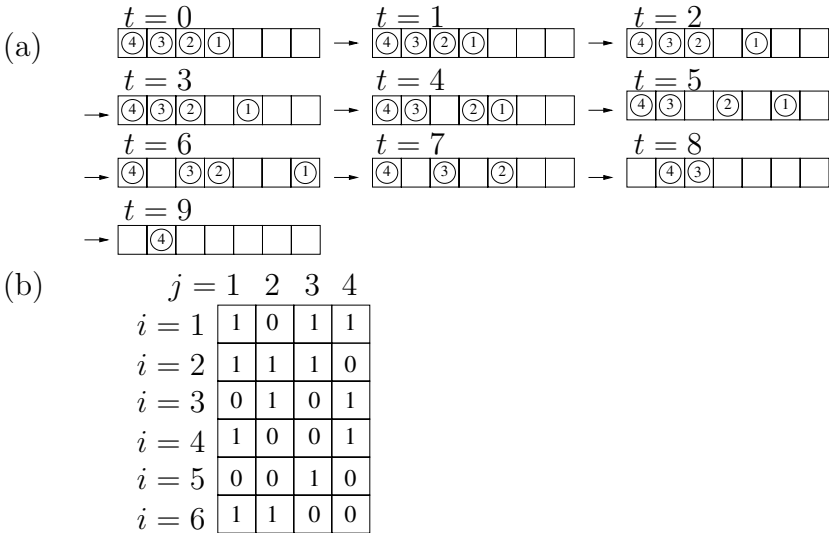 (a)
t = 0 t = 1 t = 2
4 3 2 1 → 4 3 2 1 → 4 3 2 1
t = 3 t = 4 t = 5
→ 4 3 2 1 → 4 3 2 1 → 4 3 2 1
t = 6 t = 7 t = 8
→ 4 3 2 1 → 4 3 2 → 4 3
t = 9
→ 4
(b)
j = 1 2 3 4
i = 1 1 0 1 1
i = 2 1 1 1 0
i = 3 0 1 0 1
i = 4 1 0 0 1
i = 5 0 0 1 0
i = 6 1 1 0 0